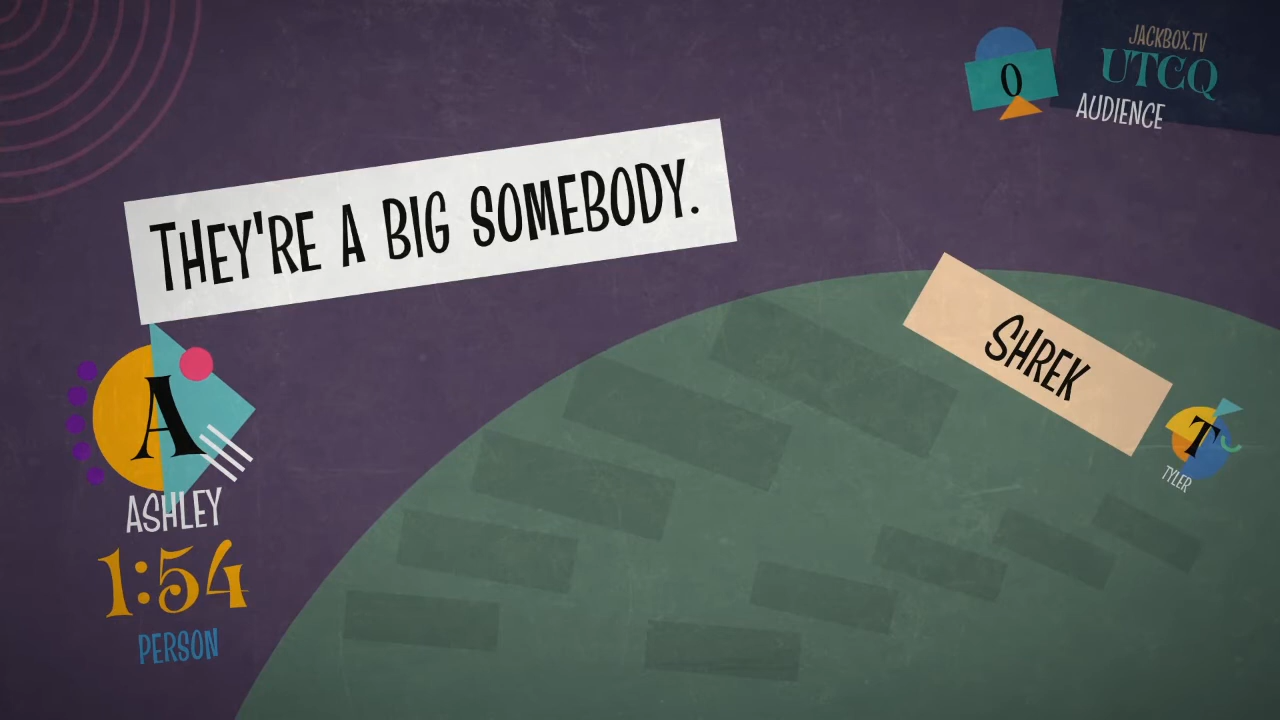 JACKBOX.TV
UTCQ
0
AUDIENCE
THEY'RE A BIG SOMEBODY.
SHREK
T
TYLER
A
ASHLEY
1:54
PERSON